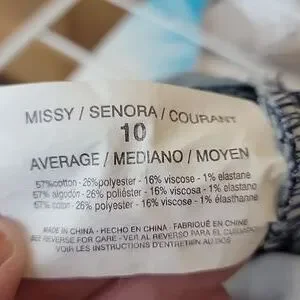 MISSY / SENORA / COURANT
10
AVERAGE / MEDIANO / MOYEN
57%cotton - 26%polyester - 16% viscose - 1% elastane
57% algodón - 26% poliéster - 16% viscosa - 1% elastano
57% coton - 26% polyester - 16% viscose - 1% élasthanne
MADE IN CHINA - HECHO EN CHINA - FABRIQUÉ EN CHINE
SEE REVERSE FOR CARE - VER AL REVERSO PARA EL CUIDADO
VOIR LES INSTRUCTIONS D'ENTRETIEN AU DOS